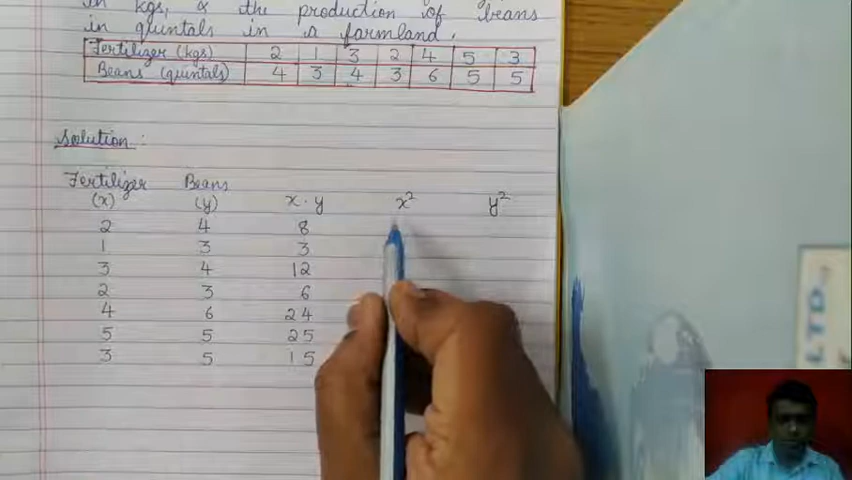 in kgs, & the production of beans
in quintals in a farmland.
Fertilizer (kgs) 2 1 3 2 4 5 3
Beans (quintals) 4 3 4 3 6 5 5
Solution :
Fertilizer Beans
(x) (y) x · y x² y²
2 4 8
1 3 3
3 4 12
2 3 6
4 6 24
5 5 25
3 5 15
LTD.